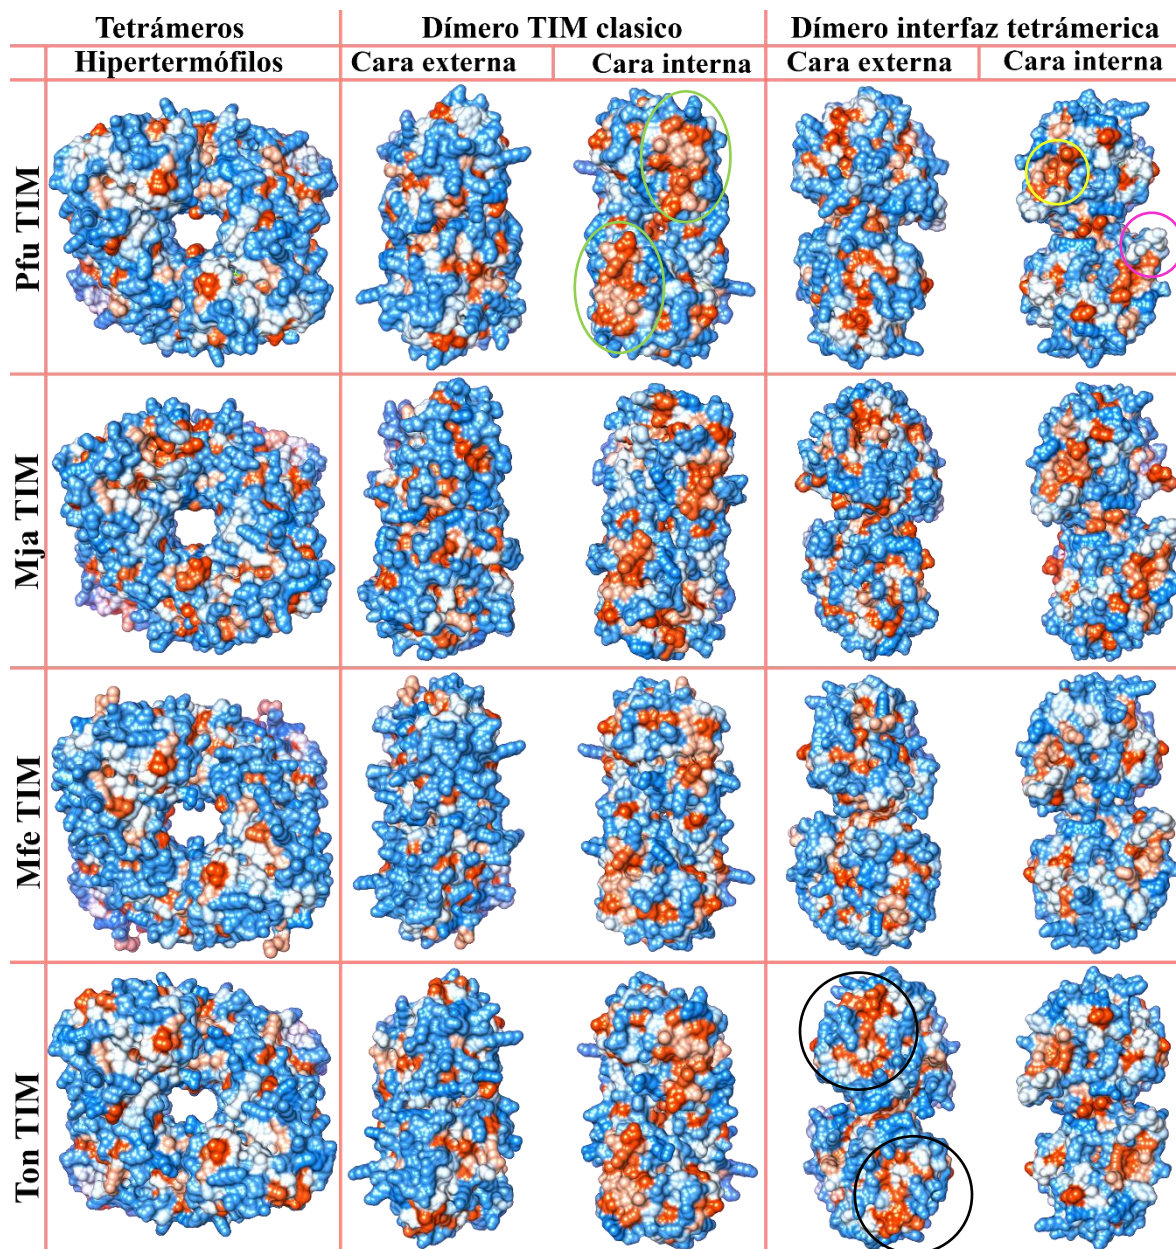 Tetrámeros
Dímero TIM clasico
Dímero interfaz tetrámerica
Hipertermófilos
Cara externa
Cara interna
Cara externa
Cara interna
Pfu TIM
Mja TIM
Mfe TIM
Ton TIM